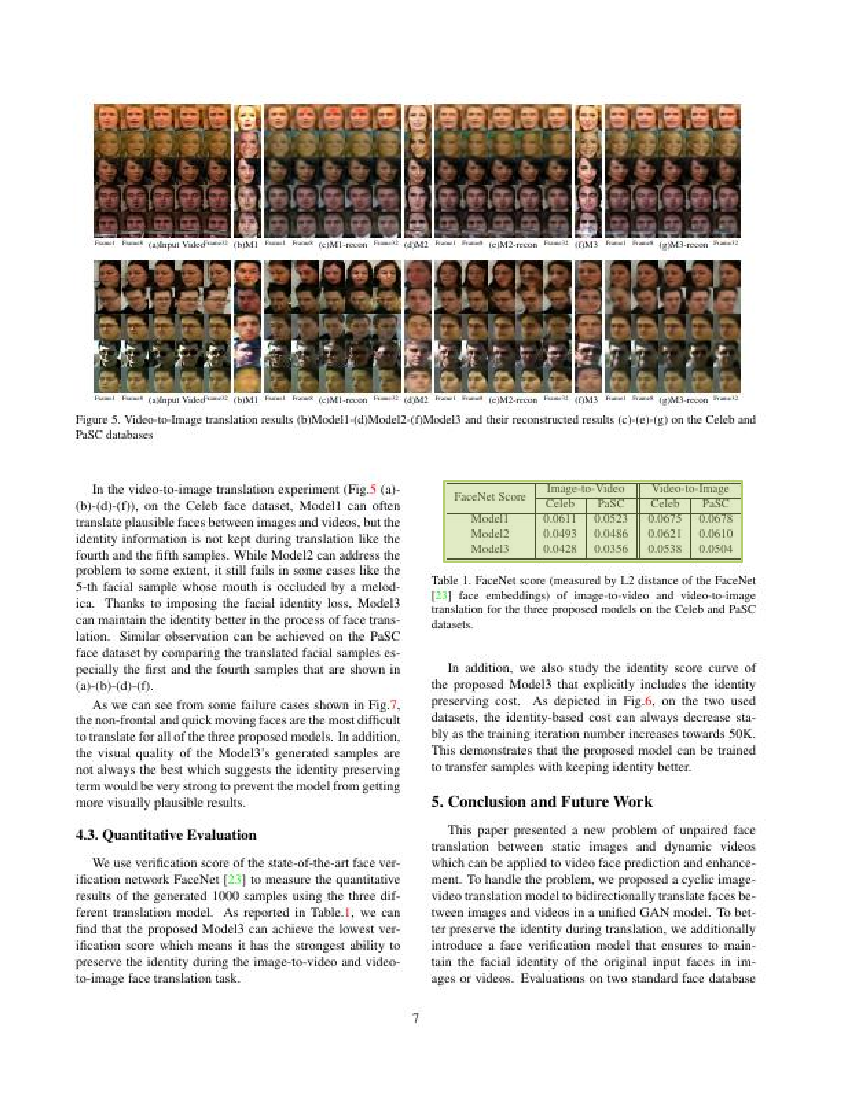 Frame1 Frame8 (a)Input Video Frame32 (b)M1 Frame1 Frame8 (c)M1-recon Frame32 (d)M2 Frame1 Frame8 (e)M2-recon Frame32 (f)M3 Frame1 Frame8 (g)M3-recon Frame32
Frame1 Frame8 (a)Input Video Frame32 (b)M1 Frame1 Frame8 (c)M1-recon Frame32 (d)M2 Frame1 Frame8 (e)M2-recon Frame32 (f)M3 Frame1 Frame8 (g)M3-recon Frame32
Figure 5. Video-to-Image translation results (b)Model1-(d)Model2-(f)Model3 and their reconstructed results (c)-(e)-(g) on the Celeb and
PaSC databases
In the video-to-image translation experiment (Fig.5 (a)-
(b)-(d)-(f)), on the Celeb face dataset, Model1 can often
translate plausible faces between images and videos, but the
identity information is not kept during translation like the
fourth and the fifth samples. While Model2 can address the
problem to some extent, it still fails in some cases like the
5-th facial sample whose mouth is occluded by a melod-
ica. Thanks to imposing the facial identity loss, Model3
can maintain the identity better in the process of face trans-
lation. Similar observation can be achieved on the PaSC
face dataset by comparing the translated facial samples es-
pecially the first and the fourth samples that are shown in
(a)-(b)-(d)-(f).
As we can see from some failure cases shown in Fig.7,
the non-frontal and quick moving faces are the most difficult
to translate for all of the three proposed models. In addition,
the visual quality of the Model3's generated samples are
not always the best which suggests the identity preserving
term would be very strong to prevent the model from getting
more visually plausible results.
4.3. Quantitative Evaluation
We use verification score of the state-of-the-art face ver-
ification network FaceNet [23] to measure the quantitative
results of the generated 1000 samples using the three dif-
ferent translation model. As reported in Table.1, we can
find that the proposed Model3 can achieve the lowest ver-
ification score which means it has the strongest ability to
preserve the identity during the image-to-video and video-
to-image face translation task.
FaceNet Score Image-to-Video Video-to-Image
Celeb PaSC Celeb PaSC
Model1 0.0611 0.0523 0.0675 0.0678
Model2 0.0493 0.0486 0.0621 0.0610
Model3 0.0428 0.0356 0.0538 0.0504
Table 1. FaceNet score (measured by L2 distance of the FaceNet
[23] face embeddings) of image-to-video and video-to-image
translation for the three proposed models on the Celeb and PaSC
datasets.
In addition, we also study the identity score curve of
the proposed Model3 that explicitly includes the identity
preserving cost. As depicted in Fig.6, on the two used
datasets, the identity-based cost can always decrease sta-
bly as the training iteration number increases towards 50K.
This demonstrates that the proposed model can be trained
to transfer samples with keeping identity better.
5. Conclusion and Future Work
This paper presented a new problem of unpaired face
translation between static images and dynamic videos
which can be applied to video face prediction and enhance-
ment. To handle the problem, we proposed a cyclic image-
video translation model to bidirectionally translate faces be-
tween images and videos in a unified GAN model. To bet-
ter preserve the identity during translation, we additionally
introduce a face verification model that ensures to main-
tain the facial identity of the original input faces in im-
ages or videos. Evaluations on two standard face database
7